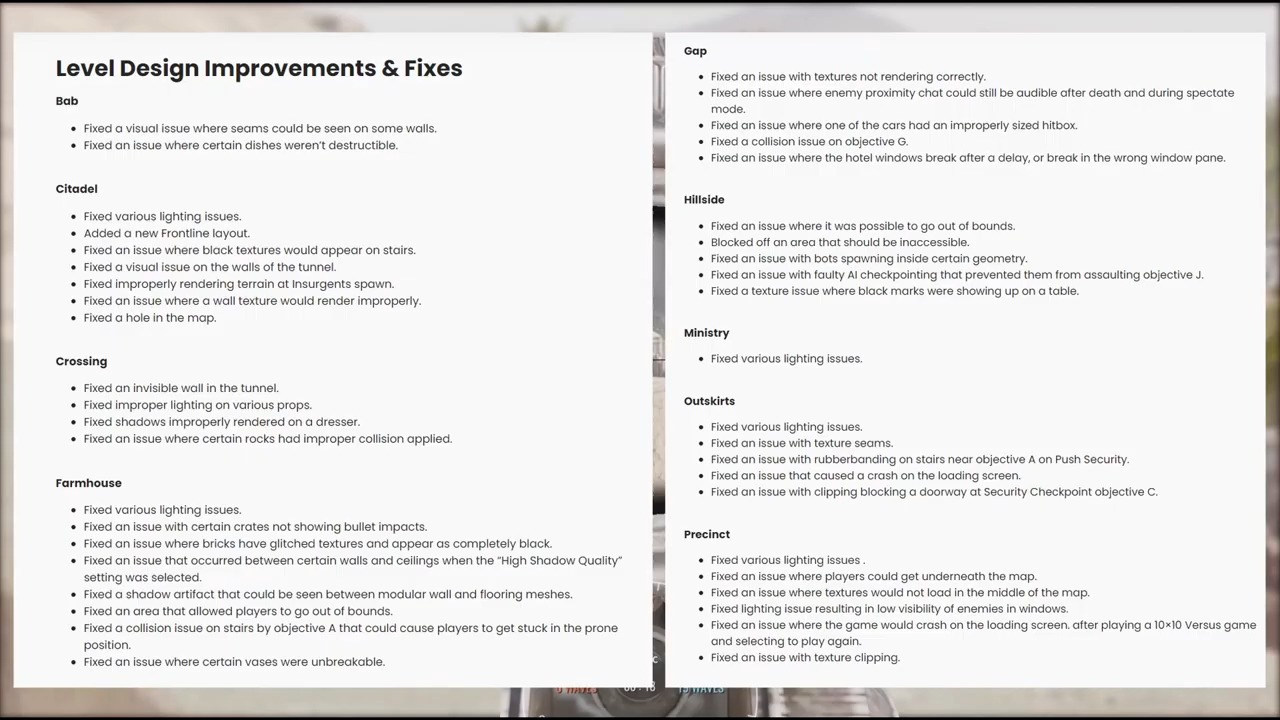 Level Design Improvements & Fixes
Bab
• Fixed a visual issue where seams could be seen on some walls.
• Fixed an issue where certain dishes weren’t destructible.
Citadel
• Fixed various lighting issues.
• Added a new Frontline layout.
• Fixed an issue where black textures would appear on stairs.
• Fixed a visual issue on the walls of the tunnel.
• Fixed improperly rendering terrain at Insurgents spawn.
• Fixed an issue where a wall texture would render improperly.
• Fixed a hole in the map.
Crossing
• Fixed an invisible wall in the tunnel.
• Fixed improper lighting on various props.
• Fixed shadows improperly rendered on a dresser.
• Fixed an issue where certain rocks had improper collision applied.
Farmhouse
• Fixed various lighting issues.
• Fixed an issue with certain crates not showing bullet impacts.
• Fixed an issue where bricks have glitched textures and appear as completely black.
• Fixed an issue that occurred between certain walls and ceilings when the “High Shadow Quality”
setting was selected.
• Fixed a shadow artifact that could be seen between modular wall and flooring meshes.
• Fixed an area that allowed players to go out of bounds.
• Fixed a collision issue on stairs by objective A that could cause players to get stuck in the prone
position.
• Fixed an issue where certain vases were unbreakable.
Gap
• Fixed an issue with textures not rendering correctly.
• Fixed an issue where enemy proximity chat could still be audible after death and during spectate
mode.
• Fixed an issue where one of the cars had an improperly sized hitbox.
• Fixed a collision issue on objective G.
• Fixed an issue where the hotel windows break after a delay, or break in the wrong window pane.
Hillside
• Fixed an issue where it was possible to go out of bounds.
• Blocked off an area that should be inaccessible.
• Fixed an issue with bots spawning inside certain geometry.
• Fixed an issue with faulty AI checkpointing that prevented them from assaulting objective J.
• Fixed a texture issue where black marks were showing up on a table.
Ministry
• Fixed various lighting issues.
Outskirts
• Fixed various lighting issues.
• Fixed an issue with texture seams.
• Fixed an issue with rubberbanding on stairs near objective A on Push Security.
• Fixed an issue that caused a crash on the loading screen.
• Fixed an issue with clipping blocking a doorway at Security Checkpoint objective C.
Precinct
• Fixed various lighting issues .
• Fixed an issue where players could get underneath the map.
• Fixed an issue where textures would not load in the middle of the map.
• Fixed lighting issue resulting in low visibility of enemies in windows.
• Fixed an issue where the game would crash on the loading screen. after playing a 10×10 Versus game
and selecting to play again.
• Fixed an issue with texture clipping.